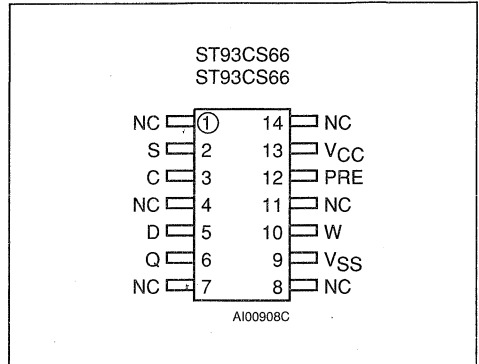 ST93CS66
ST93CS66
NC 1 14 NC
S 2 13 VCC
C 3 12 PRE
NC 4 11 NC
D 5 10 W
Q 6 9 VSS
NC 7 8 NC
AI00908C